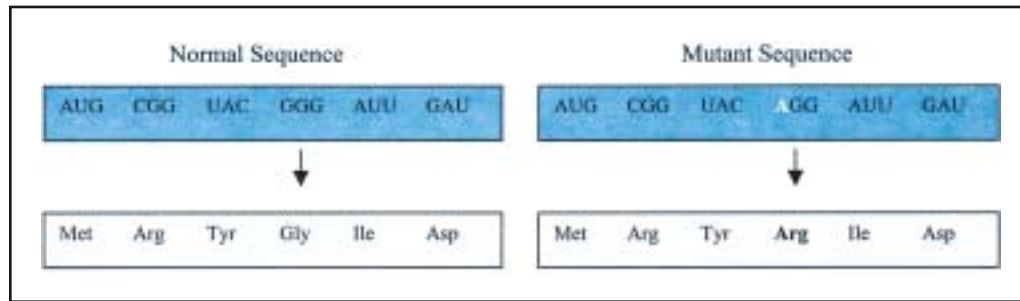 Normal Sequence
AUG CGG UAC GGG AUU GAU
Met Arg Tyr Gly Ile Asp
Mutant Sequence
AUG CGG UAC AGG AUU GAU
Met Arg Tyr Arg Ile Asp